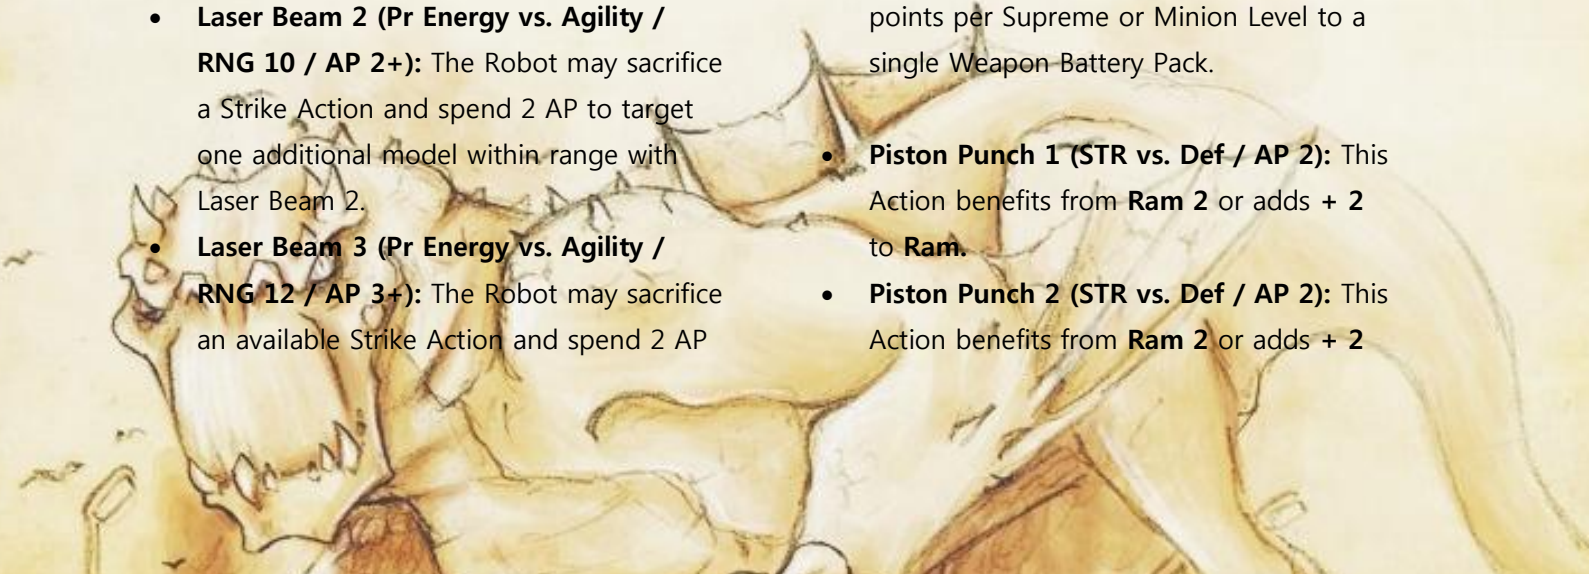 • Laser Beam 2 (Pr Energy vs. Agility /
RNG 10 / AP 2+): The Robot may sacrifice
a Strike Action and spend 2 AP to target
one additional model within range with
Laser Beam 2.
• Laser Beam 3 (Pr Energy vs. Agility /
RNG 12 / AP 3+): The Robot may sacrifice
an available Strike Action and spend 2 AP
points per Supreme or Minion Level to a
single Weapon Battery Pack.
• Piston Punch 1 (STR vs. Def / AP 2): This
Action benefits from Ram 2 or adds + 2
to Ram.
• Piston Punch 2 (STR vs. Def / AP 2): This
Action benefits from Ram 2 or adds + 2